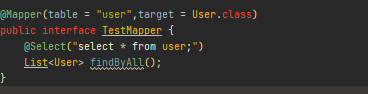 @Mapper(table = "user",target = User.class)
public interface TestMapper {
@Select("select * from user;")
List<User> findByAll();
}